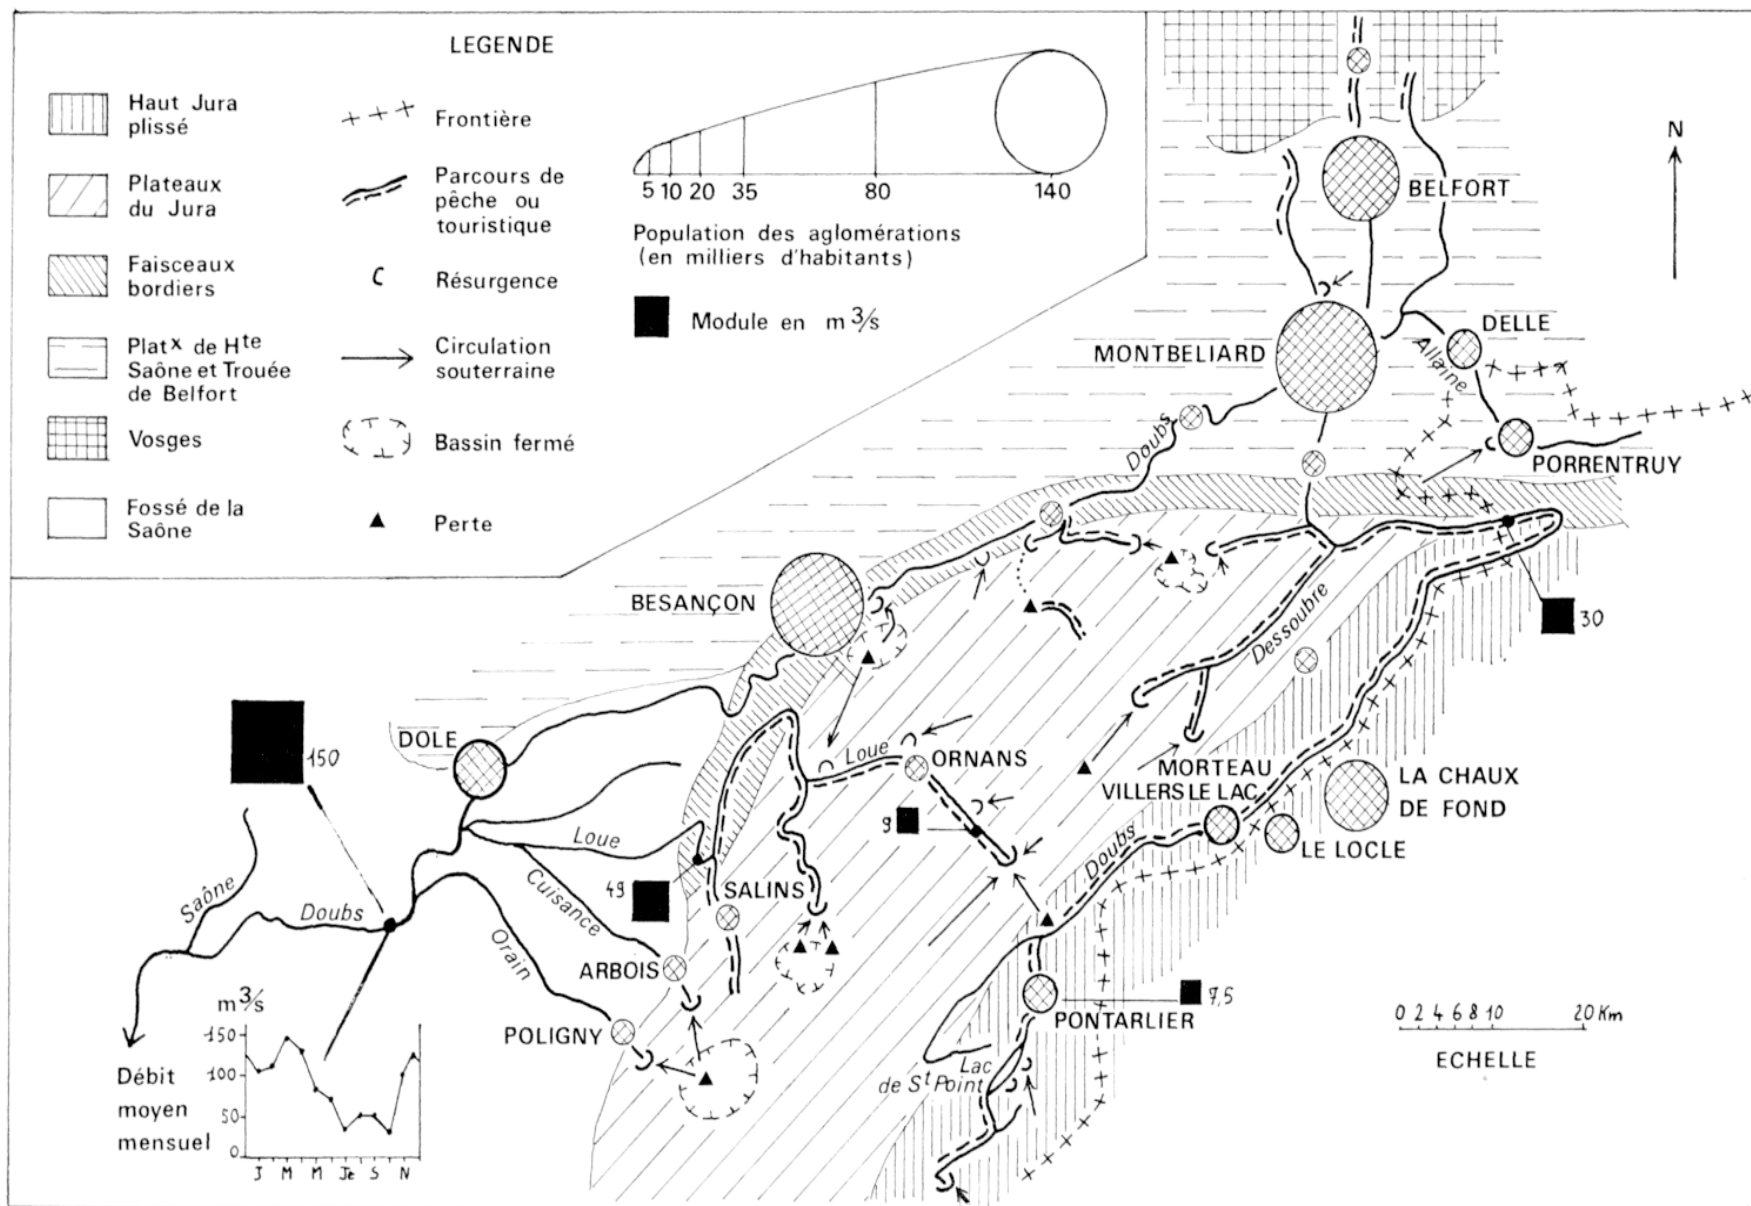 LEGENDE
Haut Jura
plissé
Plateaux
du Jura
Faisceaux
bordiers
Platx de Hte
Saône et Trouée
de Belfort
Vosges
Fossé de la
Saône
Frontière
Parcours de
pêche ou
touristique
Résurgence
Circulation
souterraine
Bassin fermé
Perte
5 10 20 35 80 140
Population des aglomérations
(en milliers d'habitants)
Module en m3/s
N
BELFORT
MONTBELIARD
DELLE
Allaine
PORRENTRUY
Doubs
BESANÇON
30
Dessoubre
DOLE
150
Loue
ORNANS
MORTEAU
VILLERS LE LAC
LA CHAUX
DE FOND
LE LOCLE
9
Doubs
Loue
49
SALINS
Saône
Doubs
Cuisance
Orain
ARBOIS
POLIGNY
7,5
PONTARLIER
Lac
de St Point
0 2 4 6 8 10 20 Km
ECHELLE
m3/s
150
100
50
0
J M M Jt S N
Débit
moyen
mensuel